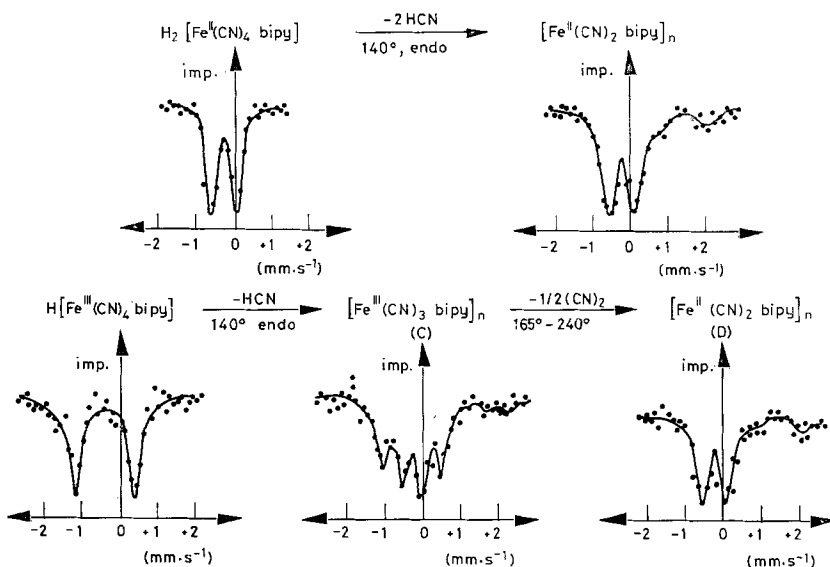 H₂ [Feᴵᴵ(CN)₄ bipy]
-2 HCN
140°, endo
[Feᴵᴵ(CN)₂ bipy]ₙ
imp.
imp.
-2 -1 0 +1 +2
(mm.s⁻¹)
-2 -1 0 +1 +2
(mm.s⁻¹)
H[Feᴵᴵᴵ(CN)₄ bipy]
-HCN
140° endo
[Feᴵᴵᴵ(CN)₃ bipy]ₙ
(C)
-1/2(CN)₂
165°-240°
[Feᴵᴵ (CN)₂ bipy]ₙ
(D)
imp.
imp.
imp.
-2 -1 0 +1 +2
(mm.s⁻¹)
-2 -1 0 +1 +2
(mm.s⁻¹)
-2 -1 0 +1 +2
(mm.s⁻¹)